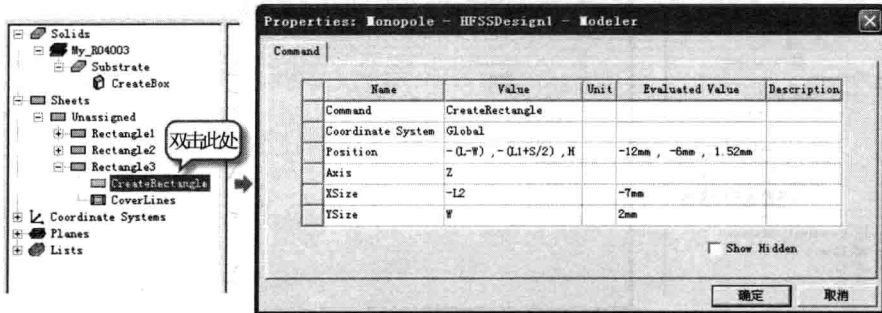 Solids
My_RO4003
Substrate
CreateBox
Sheets
Unassigned
Rectangle1
Rectangle2
Rectangle3
CreateRectangle
CoverLines
Coordinate Systems
Planes
Lists
双击此处
Properties: Monopole - HFSSDesign1 - Modeler
Command
Name Value Unit Evaluated Value Description
Command CreateRectangle
Coordinate System Global
Position -(L-W) ,-(L1+S/2) ,H -12mm , -6mm , 1.52mm
Axis Z
XSize -L2 -7mm
YSize W 2mm
Show Hidden
确定 取消